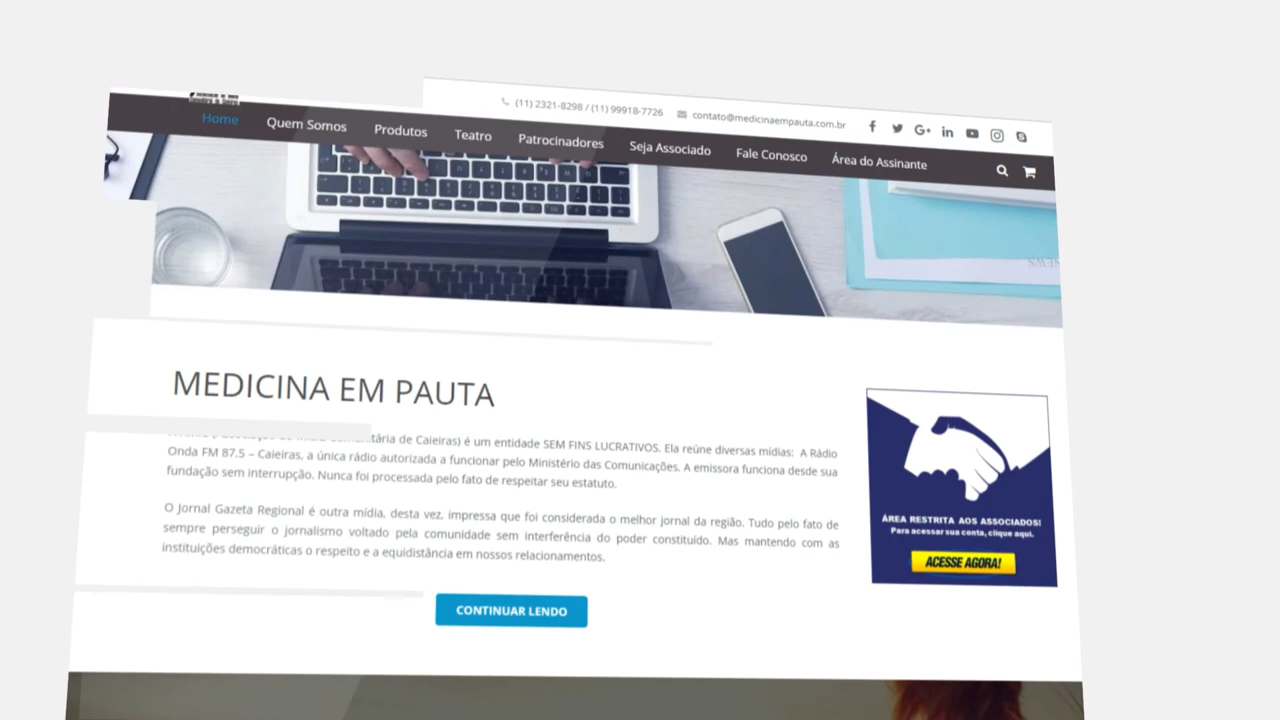 (11) 2321-8298 / (11) 99918-7726
contato@medicinaempauta.com.br
Home
Quem Somos
Produtos
Teatro
Patrocinadores
Seja Associado
Fale Conosco
Área do Assinante
NEWS
MEDICINA EM PAUTA
de Caieiras) é um entidade SEM FINS LUCRATIVOS. Ela reúne diversas mídias: A Rádio
Onda FM 87.5 – Caieiras, a única rádio autorizada a funcionar pelo Ministério das Comunicações. A emissora funciona desde sua
fundação sem interrupção. Nunca foi processada pelo fato de respeitar seu estatuto.
O Jornal Gazeta Regional é outra mídia, desta vez, impressa que foi considerada o melhor jornal da região. Tudo pelo fato de
sempre perseguir o jornalismo voltado pela comunidade sem interferência do poder constituído. Mas mantendo com as
instituições democráticas o respeito e a equidistância em nossos relacionamentos.
CONTINUAR LENDO
ÁREA RESTRITA AOS ASSOCIADOS!
Para acessar sua conta, clique aqui.
ACESSE AGORA!